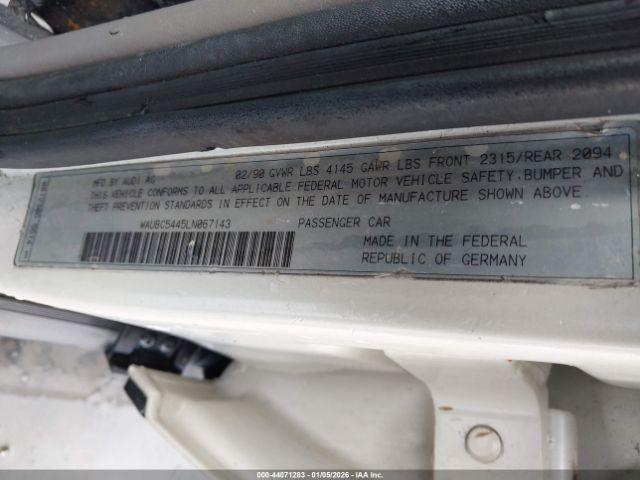 MFD BY AUDI AG 02/90 GVWR LBS 4145 GAWR LBS FRONT 2315/REAR 2094
THIS VEHICLE CONFORMS TO ALL APPLICABLE FEDERAL MOTOR VEHICLE SAFETY.BUMPER AND
THEFT PREVENTION STANDARDS IN EFFECT ON THE DATE OF MANUFACTURE SHOWN ABOVE
WAUBC5445LN067143 PASSENGER CAR
MADE IN THE FEDERAL
REPUBLIC OF GERMANY
000-44071283 | 01/05/2026 - IAA Inc.